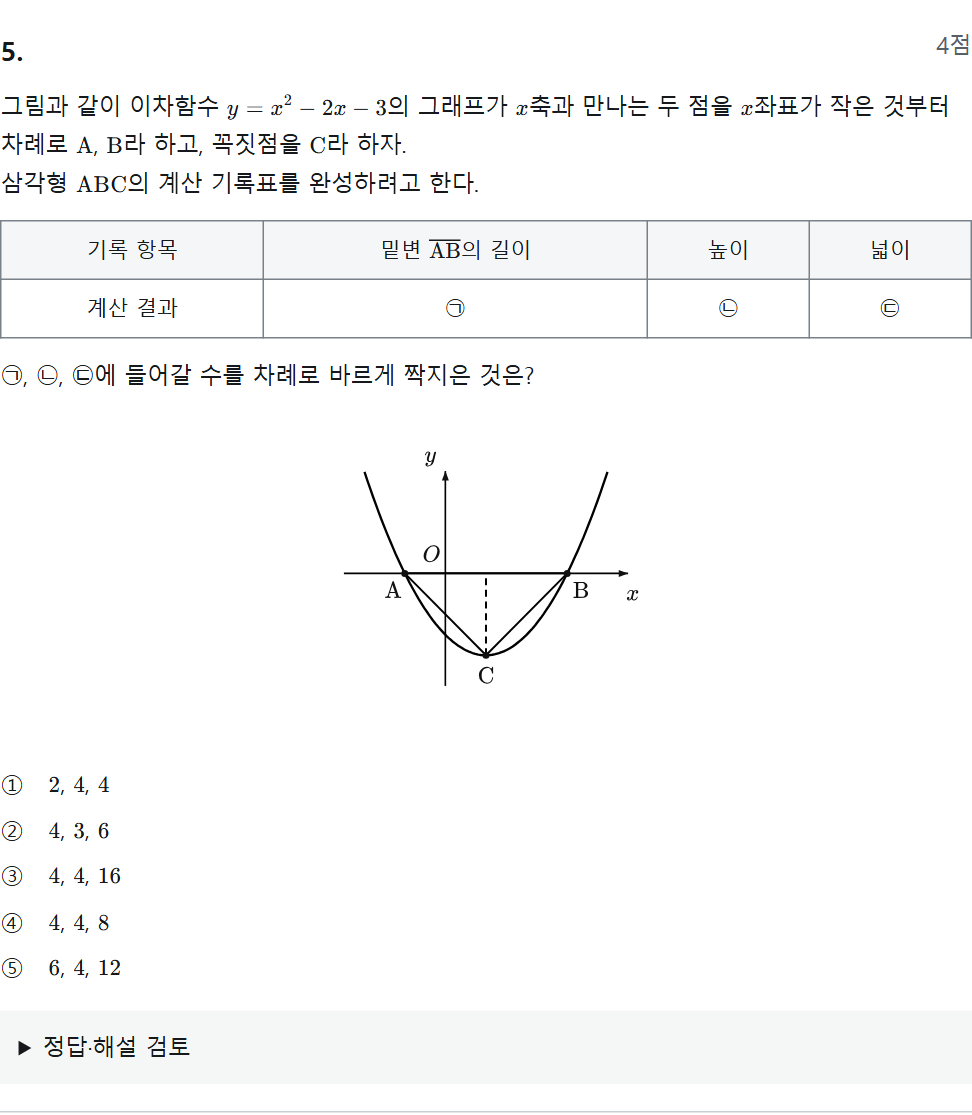 5.
4점
그림과 같이 이차함수 y = x² − 2x − 3의 그래프가 x축과 만나는 두 점을 x좌표가 작은 것부터
차례로 A, B라 하고, 꼭짓점을 C라 하자.
삼각형 ABC의 계산 기록표를 완성하려고 한다.
기록 항목 밑변 A̅B̅의 길이 높이 넓이
계산 결과 ㉠ ㉡ ㉢
㉠, ㉡, ㉢에 들어갈 수를 차례로 바르게 짝지은 것은?
y
O
A B x
C
① 2, 4, 4
② 4, 3, 6
③ 4, 4, 16
④ 4, 4, 8
⑤ 6, 4, 12
▶ 정답·해설 검토